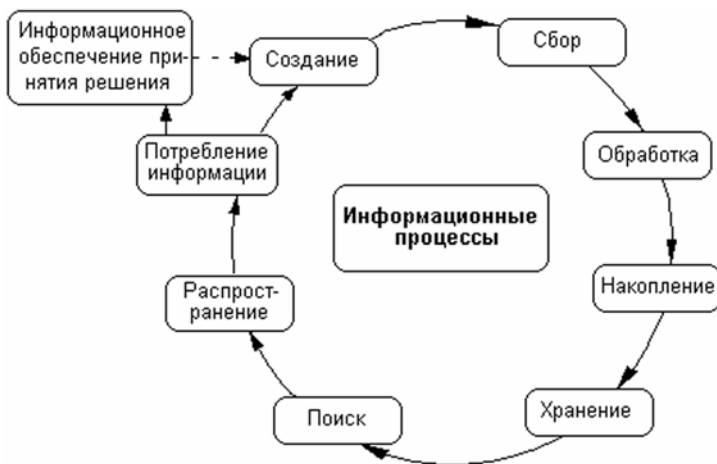 Информационное
обеспечение при-
нятия решения
Создание
Сбор
Обработка
Накопление
Хранение
Поиск
Распрост-
ранение
Потребление
информации
Информационные
процессы